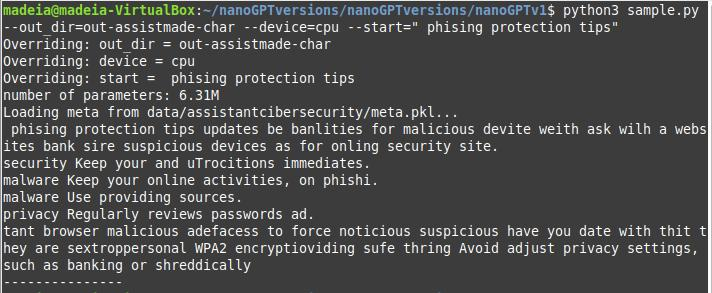 madeia@madeia-VirtualBox:~/nanoGPTversions/nanoGPTversions/nanoGPTv1$ python3 sample.py
--out_dir=out-assistmade-char --device=cpu --start=" phising protection tips"
Overriding: out_dir = out-assistmade-char
Overriding: device = cpu
Overriding: start =  phising protection tips
number of parameters: 6.31M
Loading meta from data/assistantcibersecurity/meta.pkl...
 phising protection tips updates be banlities for malicious devite weith ask wilh a webs
ites bank sire suspicious devices as for onling security site.
security Keep your and uTrocitions immediates.
malware Keep your online activities, on phishi.
malware Use providing sources.
privacy Regularly reviews passwords ad.
tant browser malicious adefacess to force noticious suspicious have you date with thit t
hey are sextroppersonal WPA2 encryptioviding sufe thring Avoid adjust privacy settings,
such as banking or shreddically
---------------